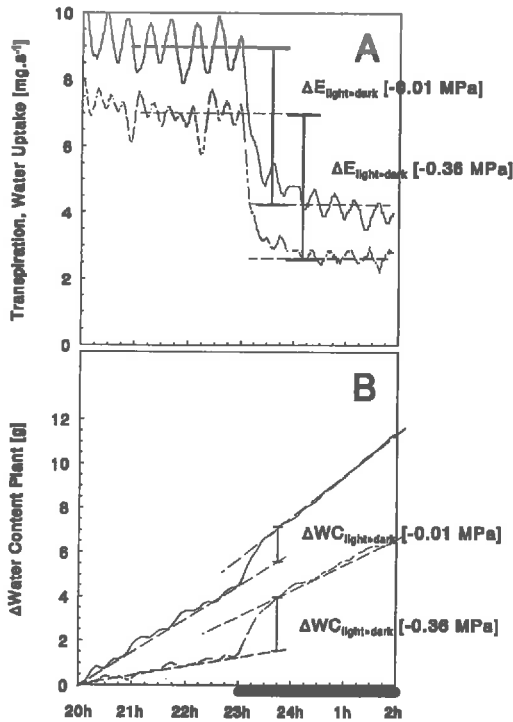 A
Transpiration, Water Uptake [mg.s⁻¹]
10
8
6
4
2
0
ΔElight>dark [-0.01 MPa]
ΔElight>dark [-0.36 MPa]
B
ΔWater Content Plant [g]
12
10
8
6
4
2
0
ΔWClight>dark [-0.01 MPa]
ΔWClight>dark [-0.36 MPa]
20h 21h 22h 23h 24h 1h 2h